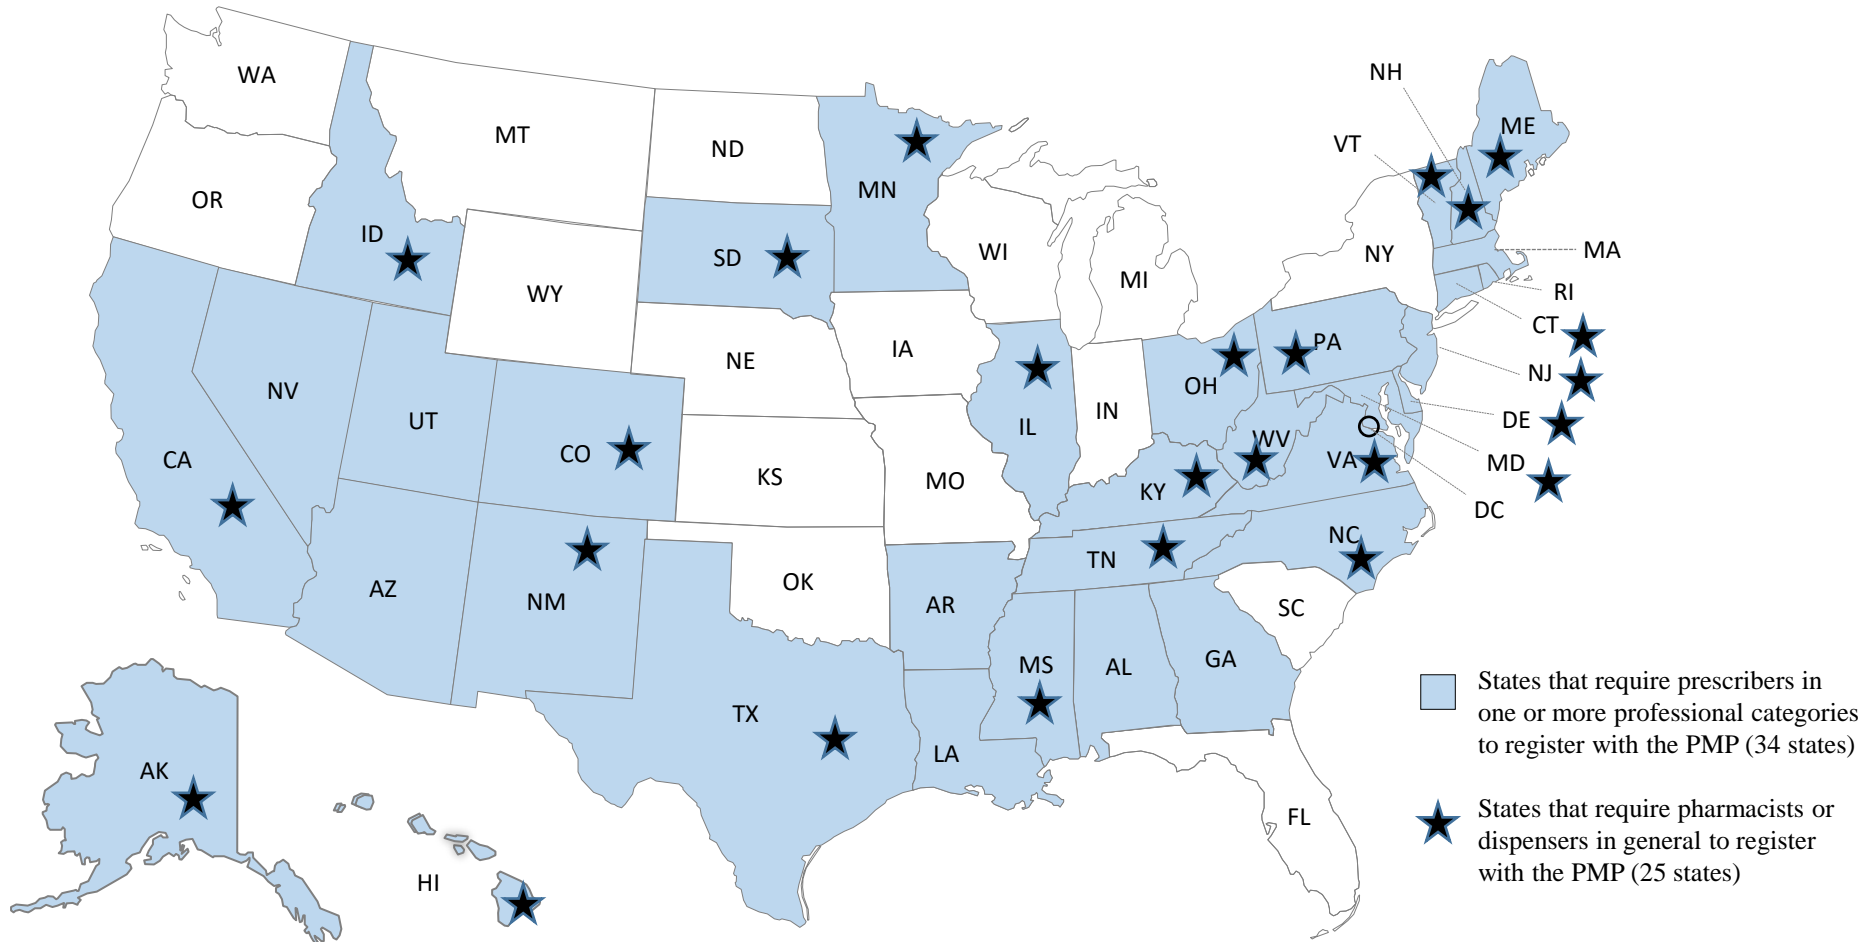 WA
MT
ND
OR
ID
WY
SD
MN
WI
MI
NE
IA
NV
UT
CO
CA
KS
MO
IL
IN
OH
PA
NY
VT
NH
ME
MA
RI
CT
NJ
DE
MD
DC
WV
VA
KY
NC
TN
SC
AZ
NM
OK
AR
TX
LA
MS
AL
GA
FL
AK
HI
States that require prescribers in
one or more professional categories
to register with the PMP (34 states)
States that require pharmacists or
dispensers in general to register
with the PMP (25 states)